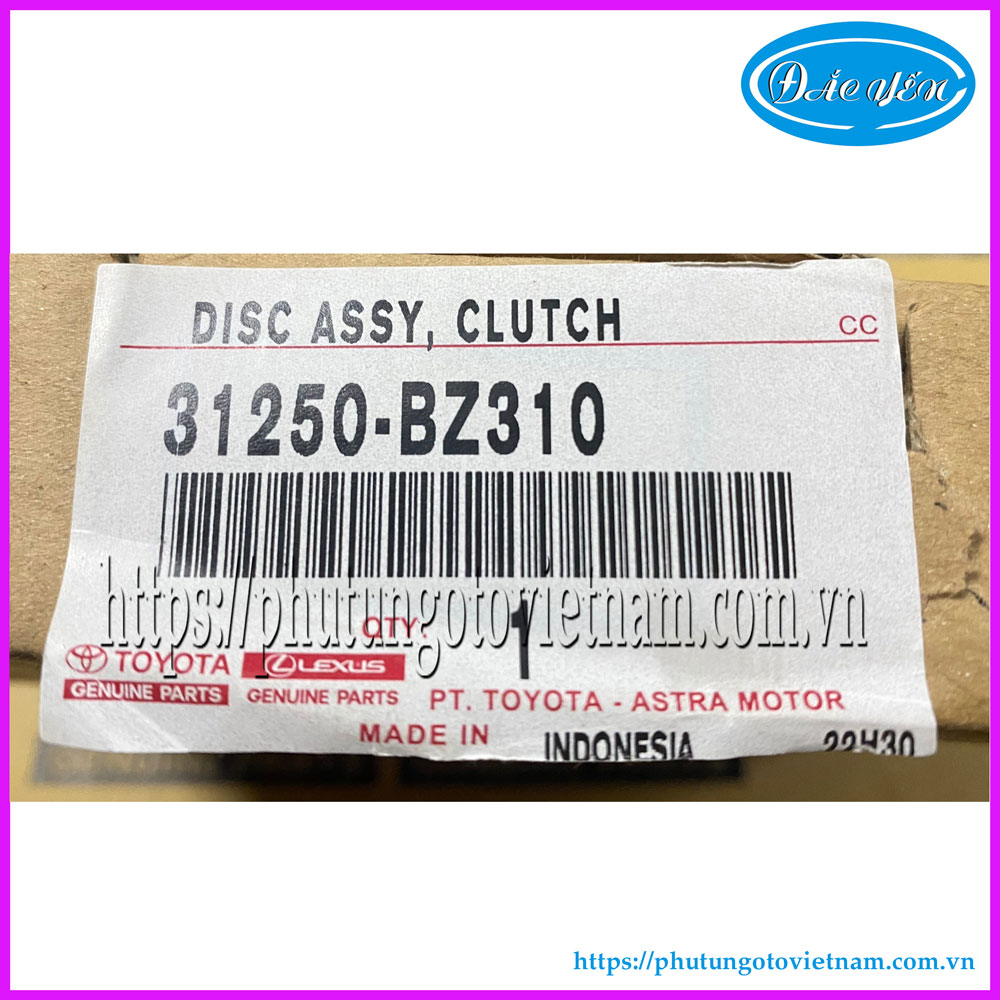 ĐẮC YẾN
DISC ASSY, CLUTCH
CC
31250-BZ310
https://phutungotovietnam.com.vn
QTY: 1
TOYOTA LEXUS
GENUINE PARTS GENUINE PARTS PT. TOYOTA - ASTRA MOTOR
MADE IN INDONESIA 22H30
https://phutungotovietnam.com.vn